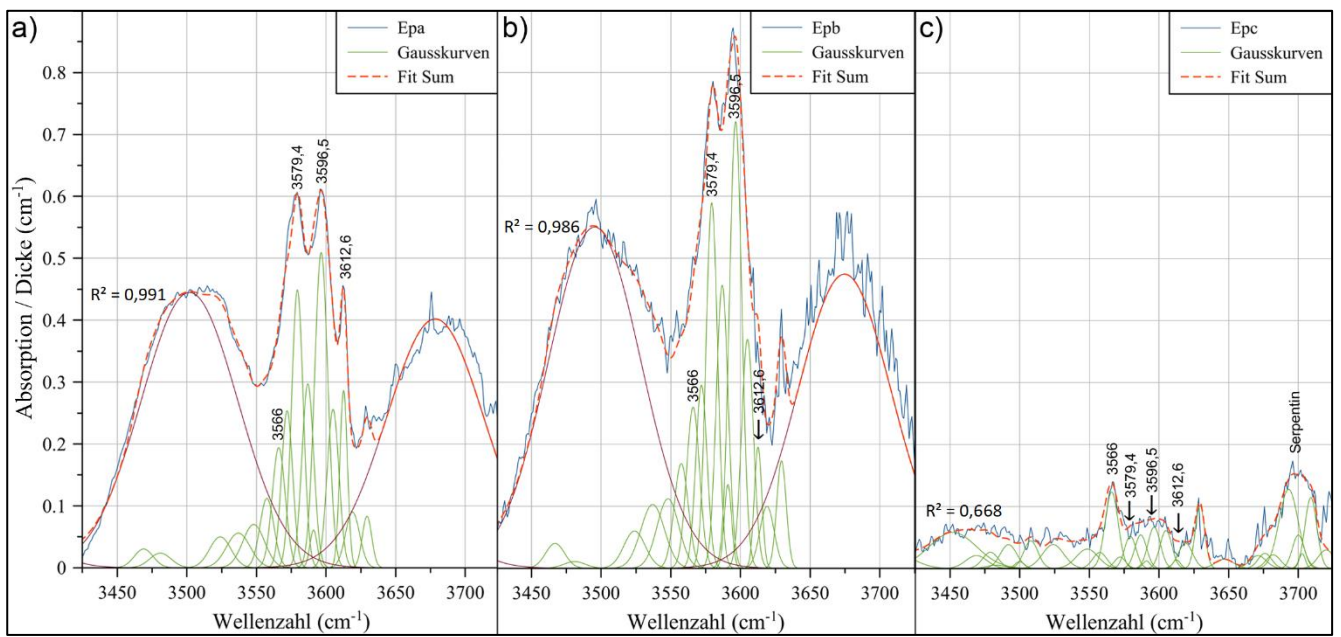 a)
Epa
Gausskurven
Fit Sum
b)
Epb
Gausskurven
Fit Sum
c)
Epc
Gausskurven
Fit Sum
Absorption / Dicke (cm⁻¹)
0.8
0.7
0.6
0.5
0.4
0.3
0.2
0.1
0
R² = 0,991
3566
3579,4
3596,5
3612,6
R² = 0,986
3566
3579,4
3596,5
3612,6
R² = 0,668
3566
3579,4
3596,5
3612,6
Serpentin
3450 3500 3550 3600 3650 3700
3450 3500 3550 3600 3650 3700
3450 3500 3550 3600 3650 3700
Wellenzahl (cm⁻¹)
Wellenzahl (cm⁻¹)
Wellenzahl (cm⁻¹)